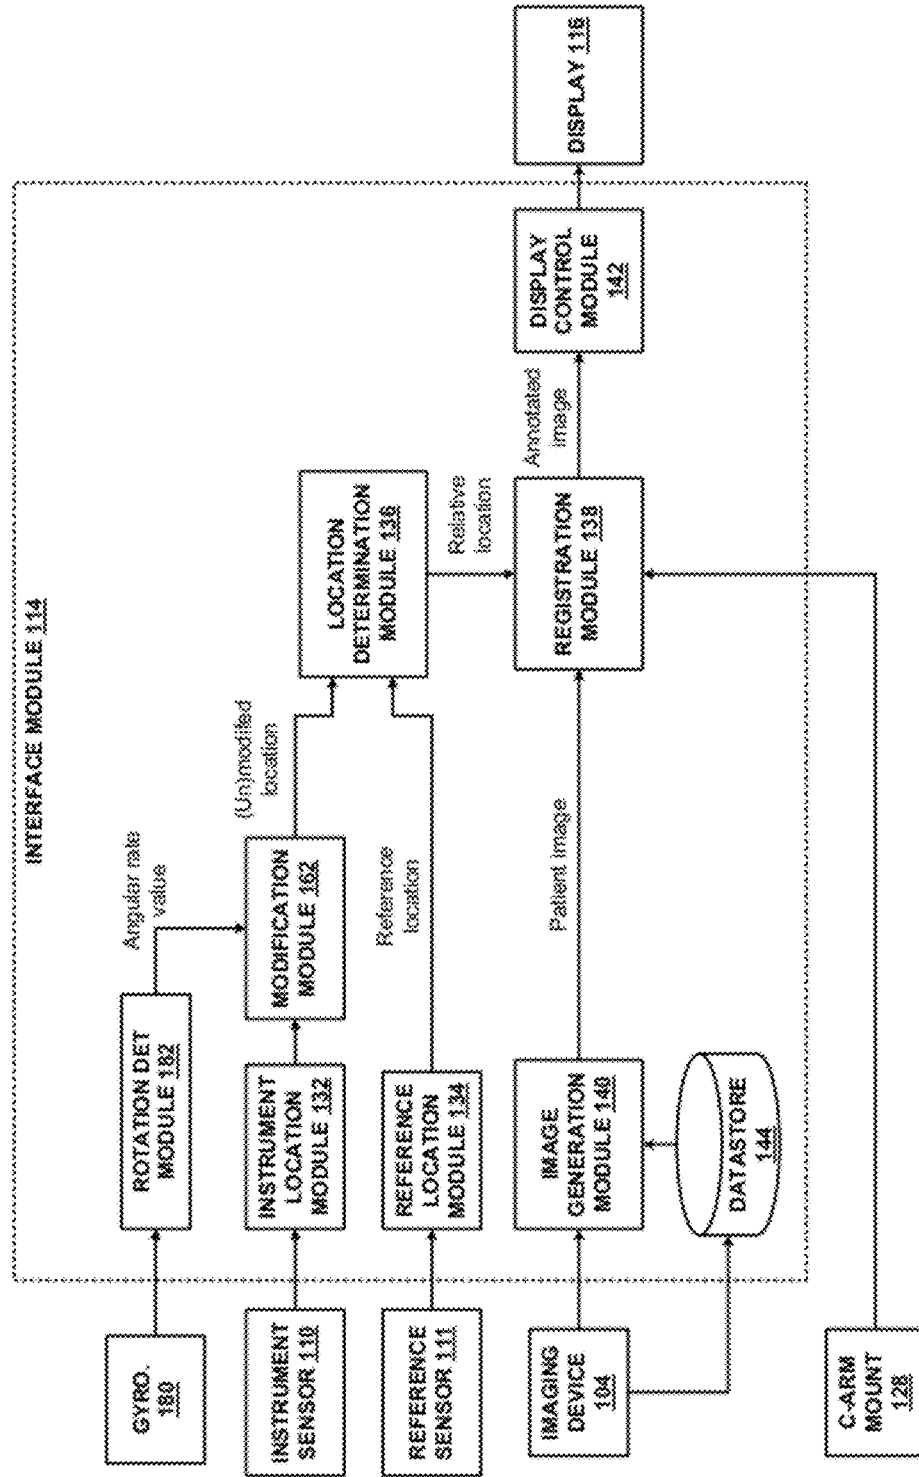 INTERFACE MODULE 114
GYRO.
180
ROTATION DET
MODULE 182
Angular rate
value
INSTRUMENT
SENSOR 110
INSTRUMENT
LOCATION
MODULE 132
MODIFICATION
MODULE 162
(Un)modified
location
REFERENCE
SENSOR 111
REFERENCE
LOCATION
MODULE 134
Reference
location
LOCATION
DETERMINATION
MODULE 136
Relative
location
IMAGING
DEVICE
104
IMAGE
GENERATION
MODULE 140
Patient image
REGISTRATION
MODULE 138
Annotated
image
DISPLAY
CONTROL
MODULE
142
DISPLAY 116
DATASTORE
144
C-ARM
MOUNT
128